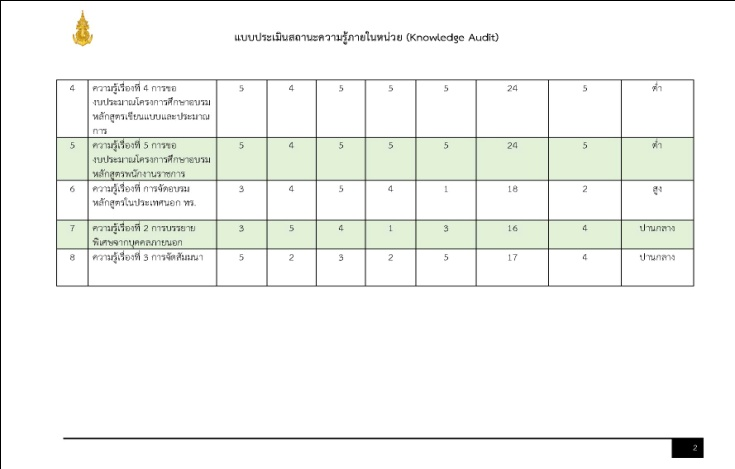 แบบประเมินสถานะความรู้ภายในหน่วย (Knowledge Audit)
4 ความรู้เรื่องที่ 4 การขอ 5 4 5 5 5 24 5 ต่ำ
งบประมาณโครงการศึกษาอบรม
หลักสูตรเขียนแบบและประมาณ
การ
5 ความรู้เรื่องที่ 5 การขอ 5 4 5 5 5 24 5 ต่ำ
งบประมาณโครงการศึกษาอบรม
หลักสูตรพนักงานราชการ
6 ความรู้เรื่องที่ การจัดอบรม 3 4 5 4 1 18 2 สูง
หลักสูตรในประเทศนอก ทร.
7 ความรู้เรื่องที่ 2 การบรรยาย 3 5 4 1 3 16 4 ปานกลาง
พิเศษจากบุคคลภายนอก
8 ความรู้เรื่องที่ 3 การจัดสัมมนา 5 2 3 2 5 17 4 ปานกลาง
2